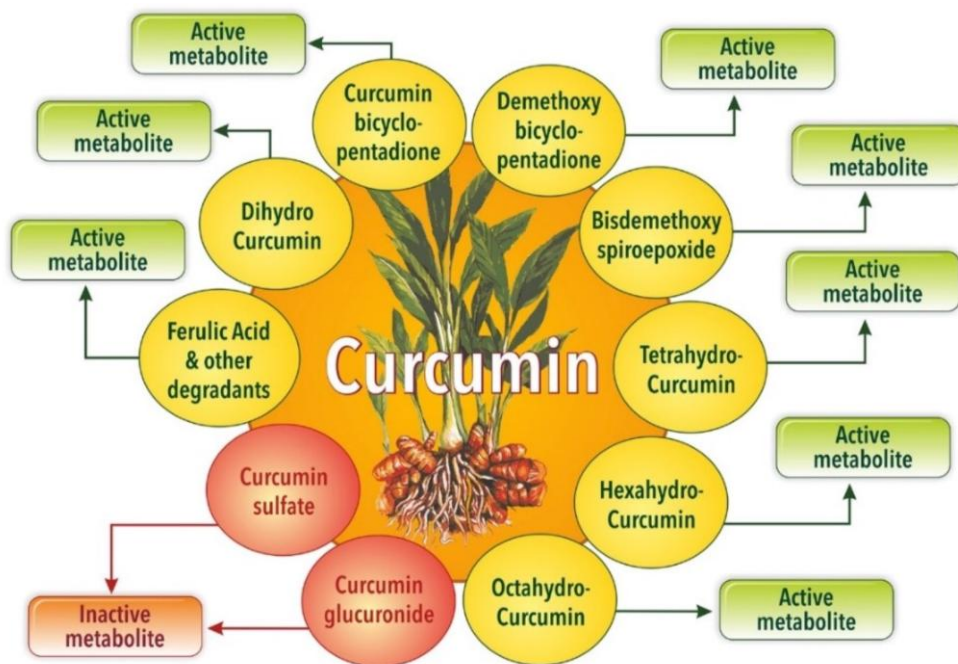 Active
metabolite
Curcumin
bicyclo-
pentadione
Demethoxy
bicyclo-
pentadione
Active
metabolite
Active
metabolite
Dihydro
Curcumin
Bisdemethoxy
spiroepoxide
Active
metabolite
Active
metabolite
Ferulic Acid
& other
degradants
Curcumin
Tetrahydro-
Curcumin
Active
metabolite
Curcumin
sulfate
Hexahydro-
Curcumin
Active
metabolite
Inactive
metabolite
Curcumin
glucuronide
Octahydro-
Curcumin
Active
metabolite